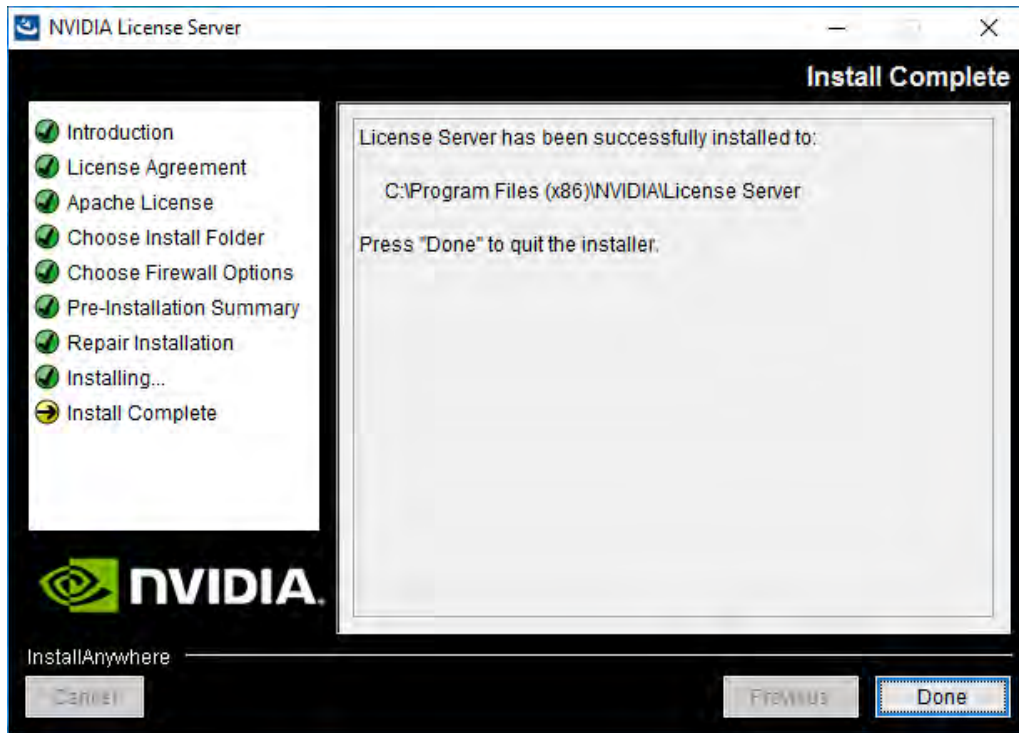 NVIDIA License Server
Install Complete
Introduction
License Agreement
Apache License
Choose Install Folder
Choose Firewall Options
Pre-Installation Summary
Repair Installation
Installing...
Install Complete
License Server has been successfully installed to:
C:\Program Files (x86)\NVIDIA\License Server
Press "Done" to quit the installer.
NVIDIA.
InstallAnywhere
Cancel
Previous
Done